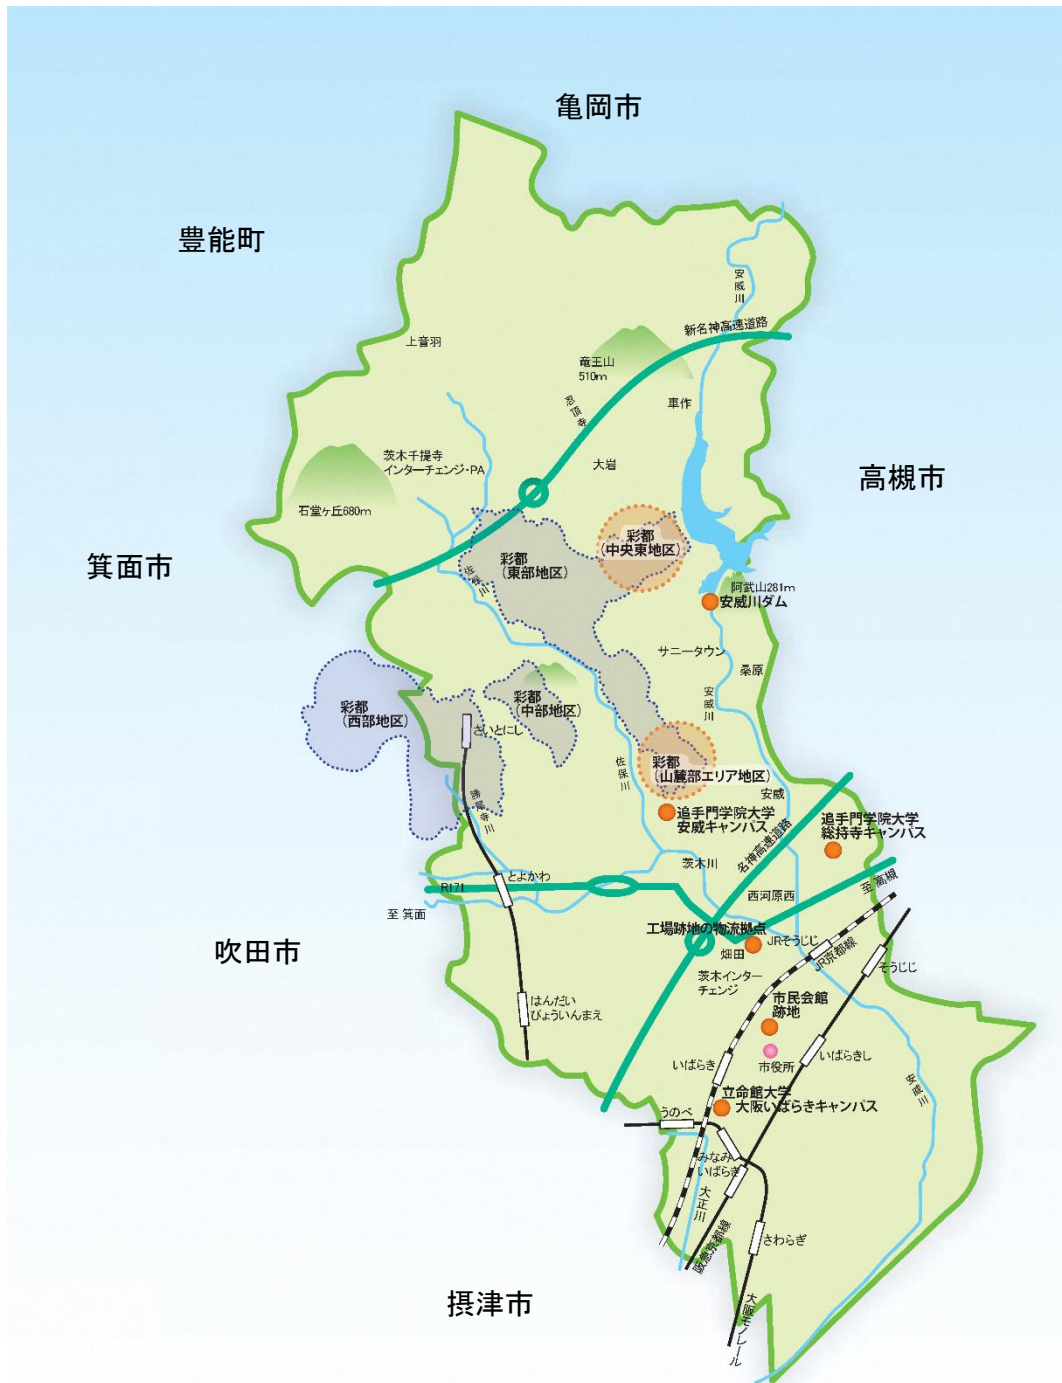 亀岡市
豊能町
安威川
新名神高速道路
上音羽
竜王山
510m
忍頂寺
車作
茨木千提寺
インターチェンジ・PA
大岩
高槻市
石堂ヶ丘680m
彩都
(中央東地区)
彩都
(東部地区)
箕面市
佐保川
阿武山281m
安威川ダム
サニータウン
桑原
彩都
(西部地区)
彩都
(中部地区)
安威川
さいとにし
佐保川
彩都
(山麓部エリア地区)
安威
勝尾寺川
追手門学院大学
安威キャンパス
追手門学院大学
総持寺キャンパス
名神高速道路
茨木川
とよかわ
R171
西河原西
至 高槻
至 箕面
工場跡地の物流拠点
JRそうじじ
JR京都線
吹田市
畑田
そうじじ
茨木インター
チェンジ
はんだい
びょういんまえ
市民会館
跡地
いばらき
市役所
いばらきし
安威川
立命館大学
大阪いばらきキャンパス
うのべ
みなみ
いばらき
大正川
阪急京都線
さわらぎ
摂津市
大阪モノレール